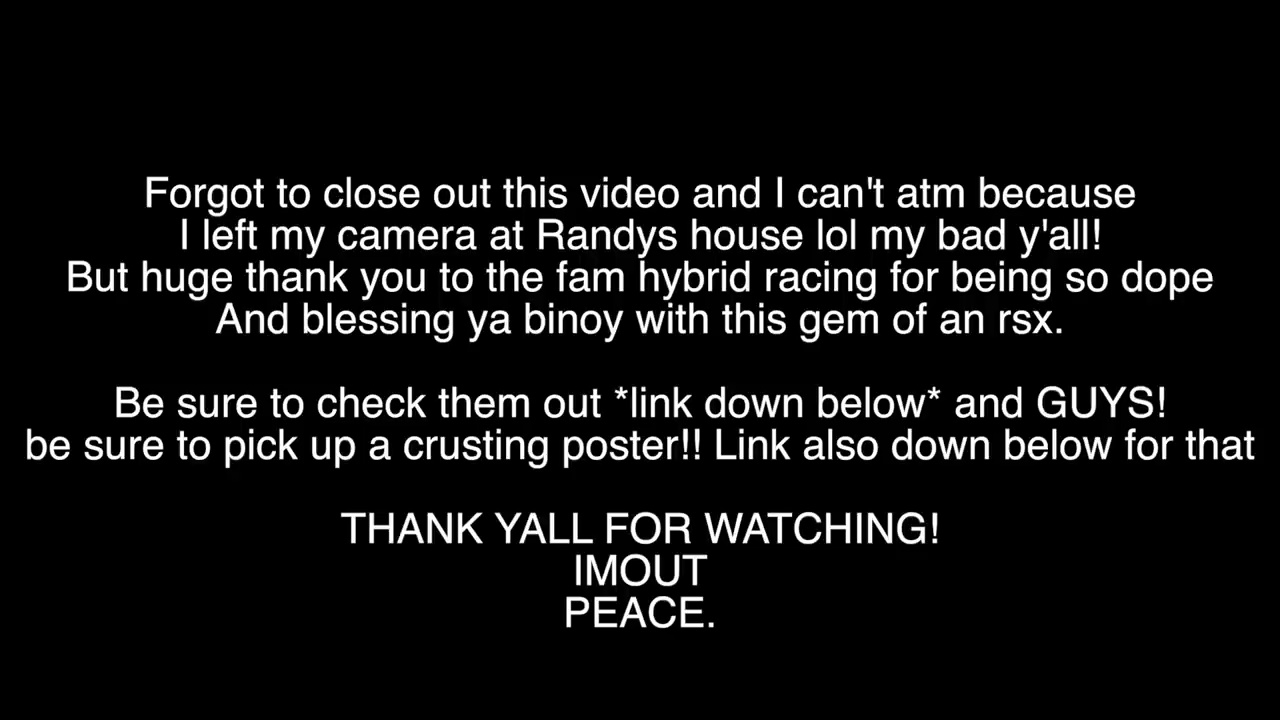 Forgot to close out this video and I can't atm because
I left my camera at Randys house lol my bad y'all!
But huge thank you to the fam hybrid racing for being so dope
And blessing ya binoy with this gem of an rsx.
Be sure to check them out *link down below* and GUYS!
be sure to pick up a crusting poster!! Link also down below for that
THANK YALL FOR WATCHING!
IMOUT
PEACE.